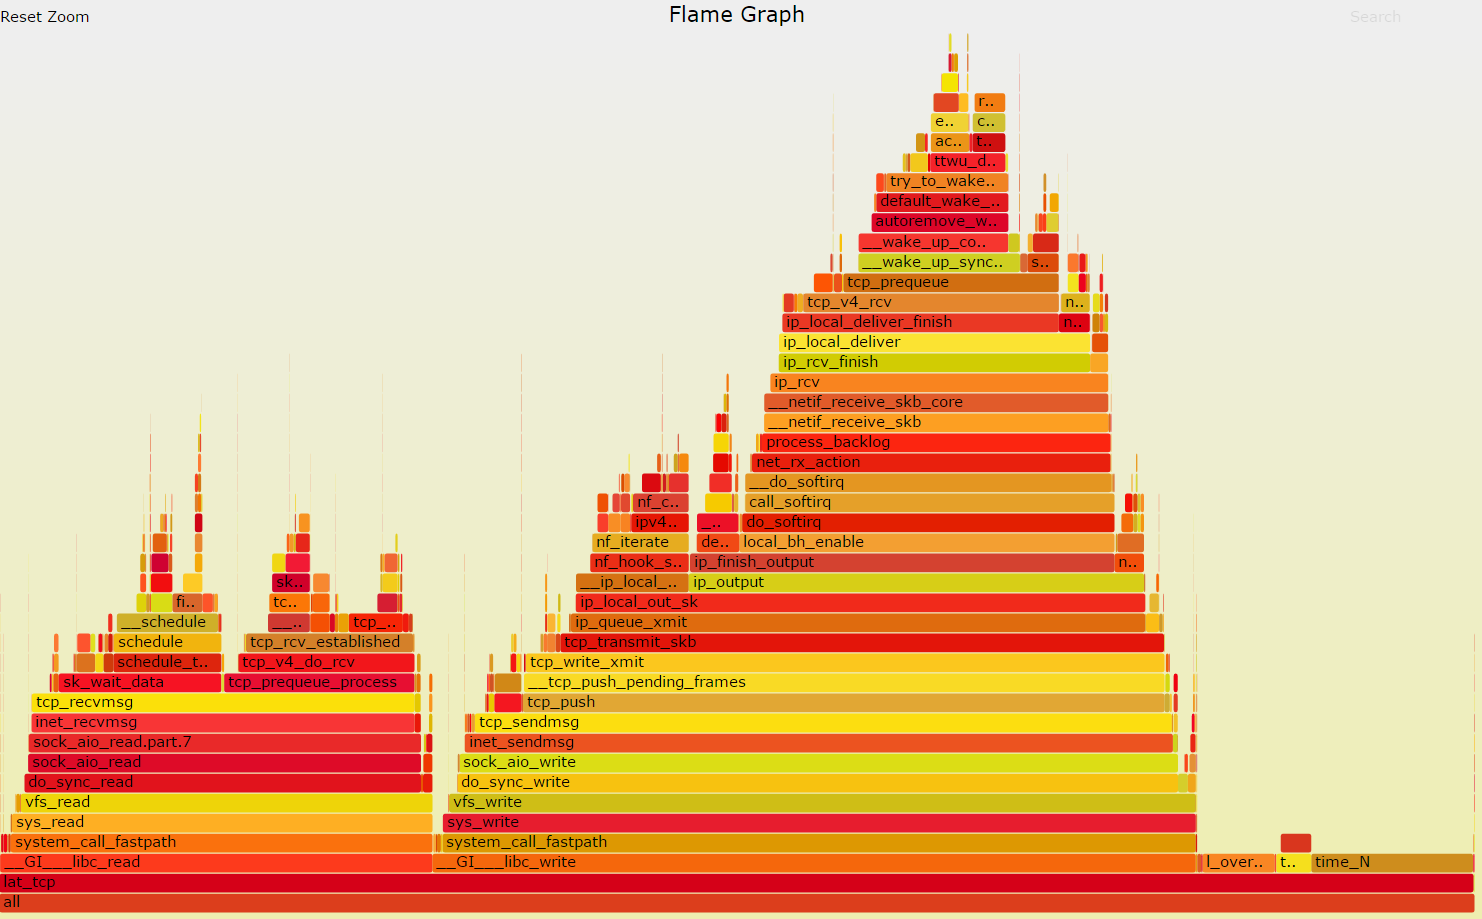 Flame Graph
Reset Zoom Search
r..
e.. c..
ac.. t..
ttwu_d..
try_to_wake..
default_wake_..
autoremove_w..
__wake_up_co..
__wake_up_sync.. s..
tcp_prequeue
tcp_v4_rcv n..
ip_local_deliver_finish n..
ip_local_deliver
ip_rcv_finish
ip_rcv
__netif_receive_skb_core
__netif_receive_skb
process_backlog
net_rx_action
__do_softirq
nf_c.. call_softirq
ipv4.. _.. do_softirq
nf_iterate de.. local_bh_enable
nf_hook_s.. ip_finish_output n..
sk.. __ip_local_.. ip_output
fi.. tc.. ip_local_out_sk
__schedule __.. tcp_.. ip_queue_xmit
schedule tcp_rcv_established tcp_transmit_skb
schedule_t.. tcp_v4_do_rcv tcp_write_xmit
sk_wait_data tcp_prequeue_process __tcp_push_pending_frames
tcp_recvmsg tcp_push
inet_recvmsg tcp_sendmsg
sock_aio_read.part.7 inet_sendmsg
sock_aio_read sock_aio_write
do_sync_read do_sync_write
vfs_read vfs_write
sys_read sys_write
system_call_fastpath system_call_fastpath
__GI___libc_read __GI___libc_write l_over.. t.. time_N
lat_tcp
all